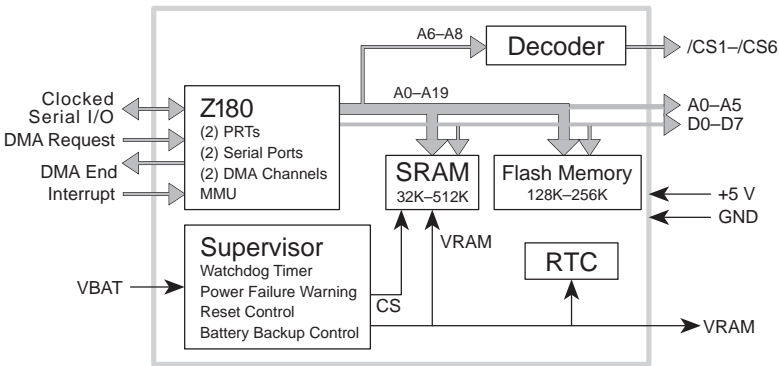 A6–A8
Decoder
/CS1–/CS6
Clocked
Serial I/O
DMA Request
DMA End
Interrupt
Z180
(2) PRTs
(2) Serial Ports
(2) DMA Channels
MMU
A0–A19
A0–A5
D0–D7
SRAM
32K–512K
Flash Memory
128K–256K
+5 V
GND
VBAT
Supervisor
Watchdog Timer
Power Failure Warning
Reset Control
Battery Backup Control
CS
VRAM
RTC
VRAM